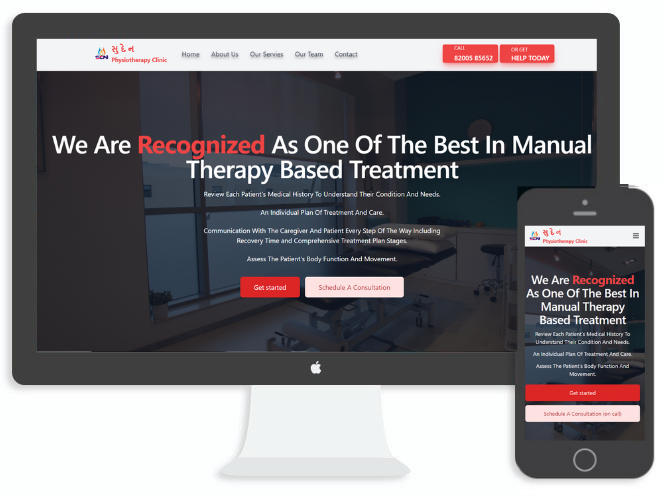 સુદેન
SDN
Physiotherapy Clinic
Home About Us Our Servies Our Team Contact
CALL
82005 85652
OR GET
HELP TODAY
We Are Recognized As One Of The Best In Manual
Therapy Based Treatment
Review Each Patient's Medical History To Understand Their Condition And Needs.
An Individual Plan Of Treatment And Care.
Communication With The Caregiver And Patient Every Step Of The Way Including
Recovery Time and Comprehensive Treatment Plan Stages.
Assess The Patient's Body Function And Movement.
Get started Schedule A Consultation
સુદેન
SDN
Physiotherapy Clinic
We Are Recognized
As One Of The Best In
Manual Therapy
Based Treatment
Review Each Patient's Medical History To
Understand Their Condition And Needs.
An Individual Plan Of Treatment And Care.
Assess The Patient's Body Function And
Movement.
Get started
Schedule A Consultation (on call)